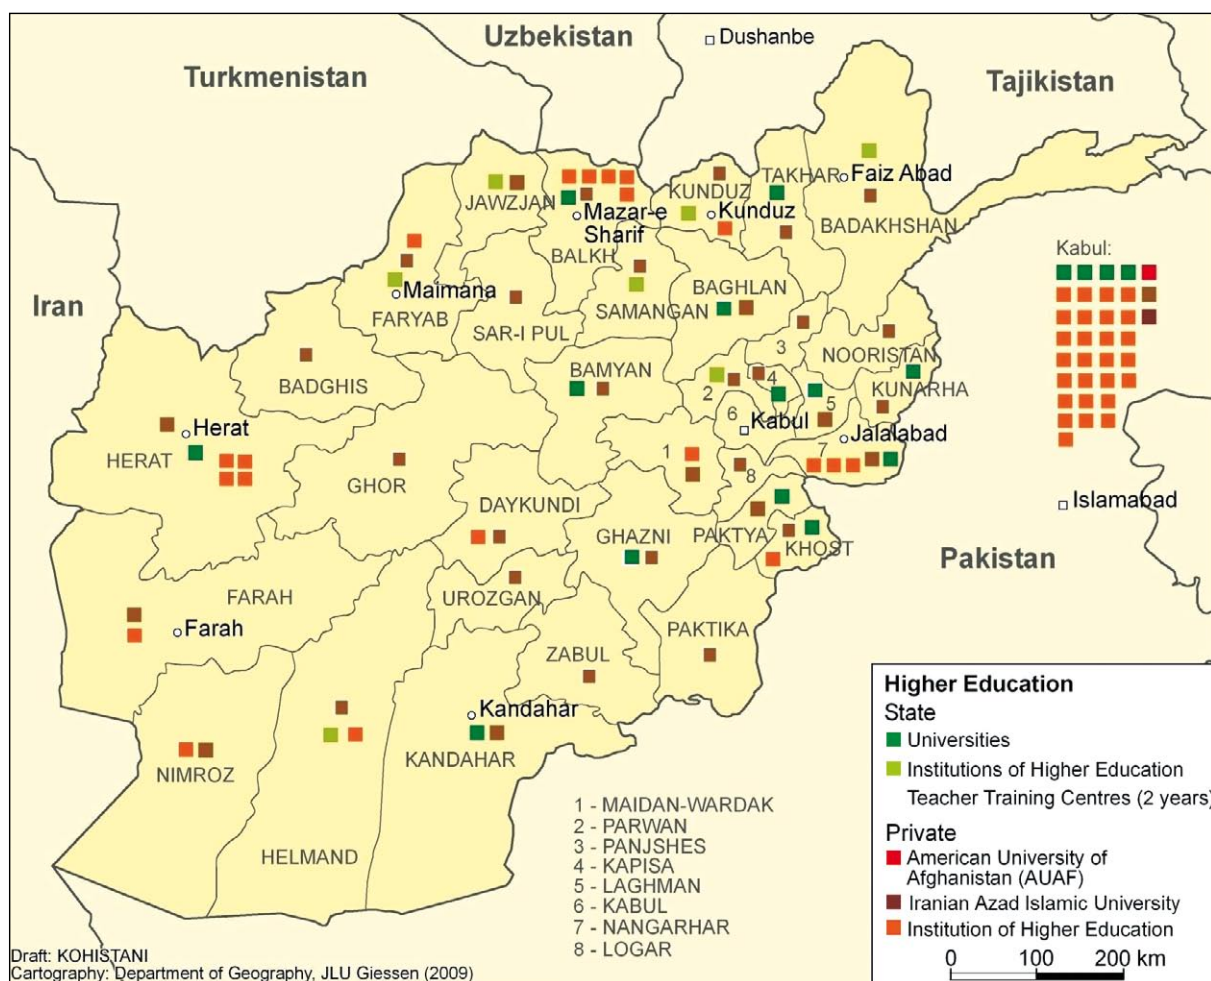 Uzbekistan
Dushanbe
Turkmenistan
Tajikistan
TAKHAR
Faiz Abad
KUNDUZ
JAWZJAN
Kunduz
Mazar-e
Sharif
BADAKHSHAN
BALKH
Kabul:
Iran
Maimana
BAGHLAN
FARYAB
SAMANGAN
SAR-I PUL
3
NOORISTAN
BADGHIS
BAMYAN
4
KUNARHA
2
5
6
Kabul
Herat
Jalalabad
HERAT
1
7
GHOR
8
DAYKUNDI
Islamabad
GHAZNI
PAKTYA
KHOST
Pakistan
FARAH
UROZGAN
Farah
PAKTIKA
ZABUL
Kandahar
KANDAHAR
NIMROZ
HELMAND
1 - MAIDAN-WARDAK
2 - PARWAN
3 - PANJSHES
4 - KAPISA
5 - LAGHMAN
6 - KABUL
7 - NANGARHAR
8 - LOGAR
Higher Education
State
Universities
Institutions of Higher Education
Teacher Training Centres (2 years)
Private
American University of
Afghanistan (AUAF)
Iranian Azad Islamic University
Institution of Higher Education
0 100 200 km
Draft: KOHISTANI
Cartography: Department of Geography, JLU Giessen (2009)